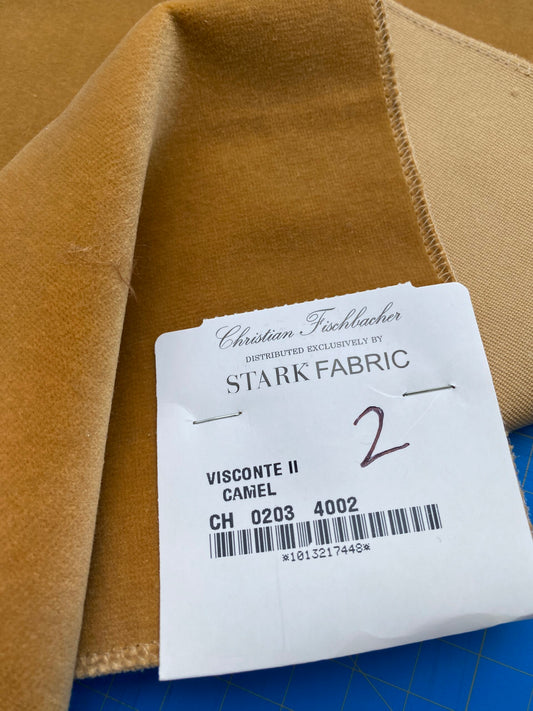 Christian Fischbacher
DISTRIBUTED EXCLUSIVELY BY
STARK FABRIC
2
VISCONTE II
CAMEL
CH 0203 4002
*1013217448*